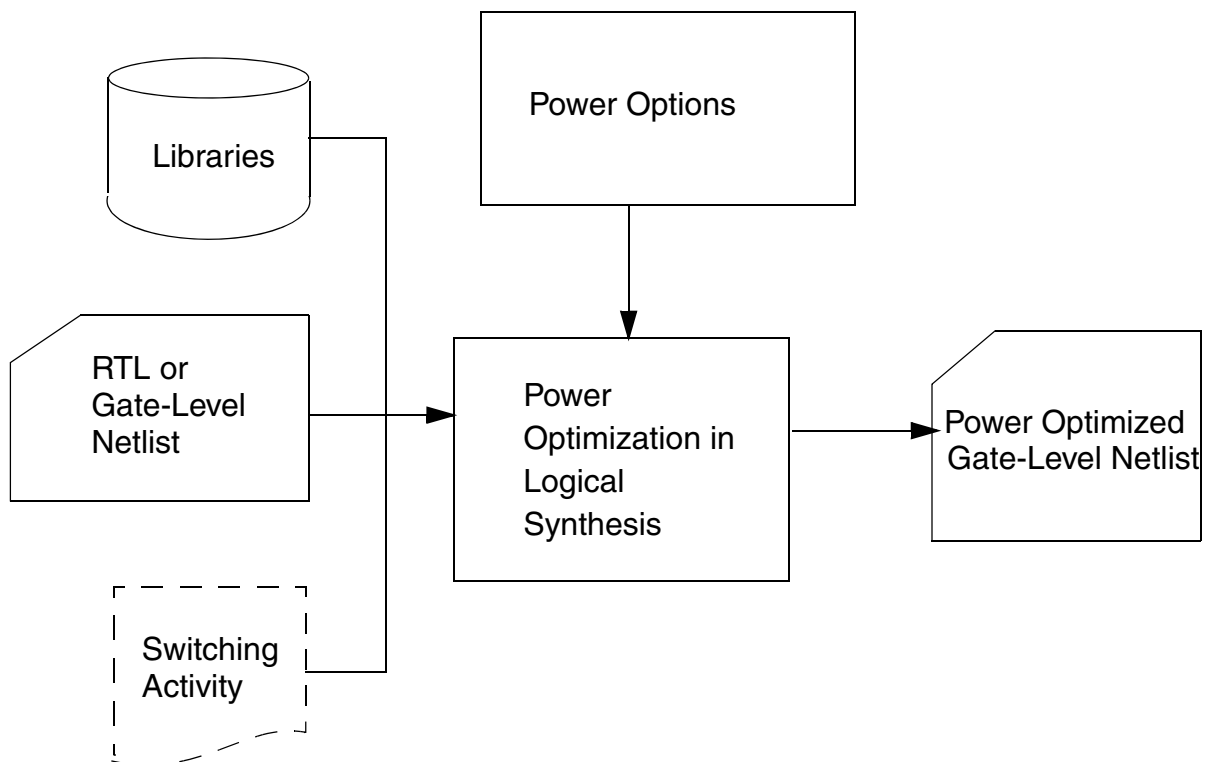 Power Options
Libraries
RTL or
Gate-Level
Netlist
Power
Optimization in
Logical
Synthesis
Power Optimized
Gate-Level Netlist
Switching
Activity